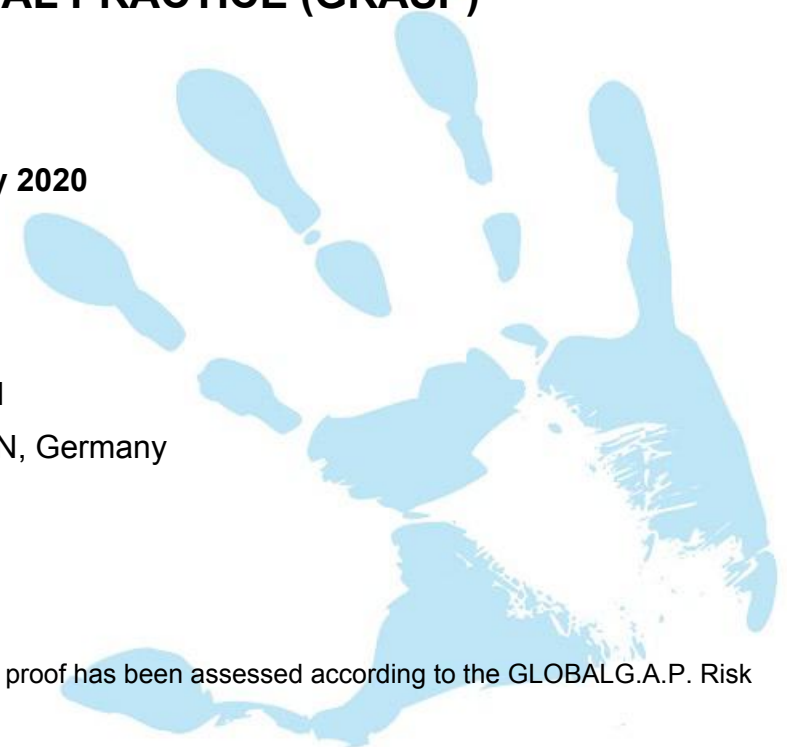 AL PRACTICE (GRASP)
y 2020
N, Germany
proof has been assessed according to the GLOBALG.A.P. Risk